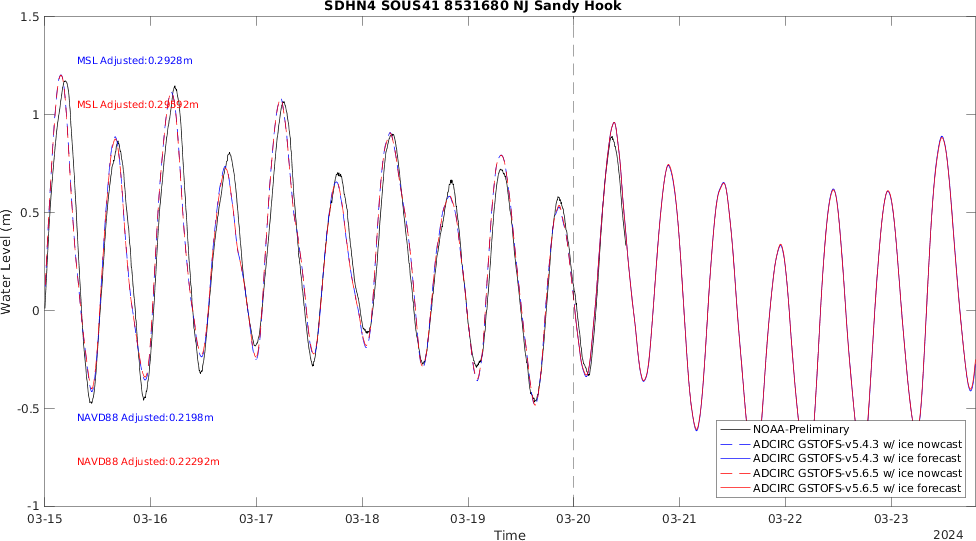 SDHN4 SOUS41 8531680 NJ Sandy Hook
1.5
MSL Adjusted:0.2928m
MSL Adjusted:0.29592m
1
0.5
Water Level (m)
0
-0.5
NAVD88 Adjusted:0.2198m
NAVD88 Adjusted:0.22292m
-1
NOAA-Preliminary
ADCIRC GSTOFS-v5.4.3 w/ ice nowcast
ADCIRC GSTOFS-v5.4.3 w/ ice forecast
ADCIRC GSTOFS-v5.6.5 w/ ice nowcast
ADCIRC GSTOFS-v5.6.5 w/ ice forecast
03-15 03-16 03-17 03-18 03-19 03-20 03-21 03-22 03-23
Time
2024